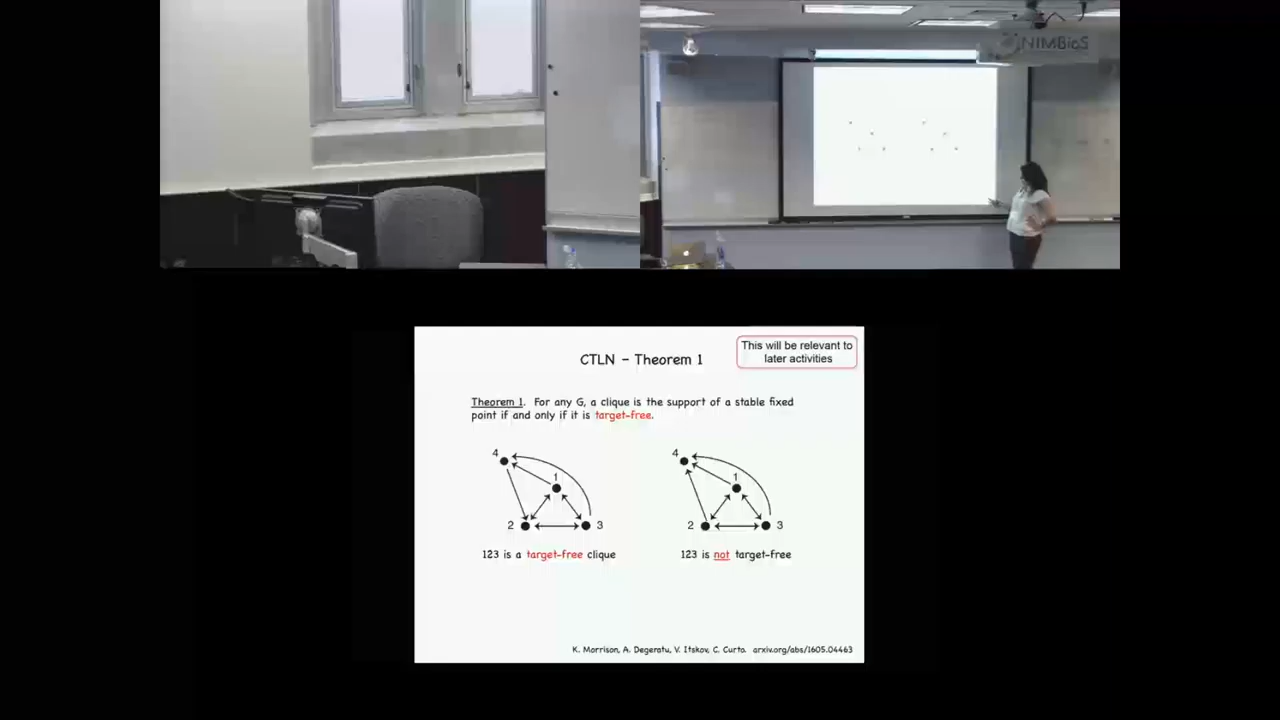 NIMBioS
This will be relevant to
later activities
CTLN – Theorem 1
Theorem 1. For any G, a clique is the support of a stable fixed
point if and only if it is target-free.
4
1
2
3
4
1
2
3
123 is a target-free clique
123 is not target-free
K. Morrison, A. Degeratu, V. Itskov, C. Curto. arxiv.org/abs/1605.04463